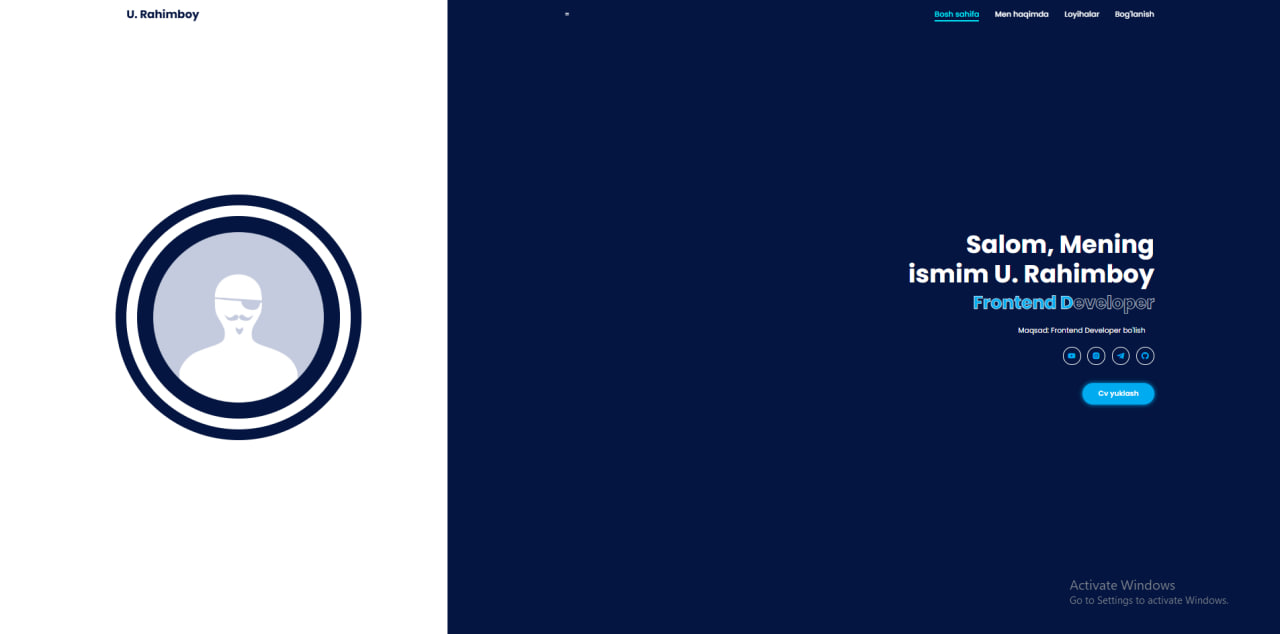 U. Rahimboy
Bosh sahifa Men haqimda Loyihalar Bog'lanish
Salom, Mening
ismim U. Rahimboy
Frontend Developer
Maqsad: Frontend Developer bo'lish
Cv yuklash
Activate Windows
Go to Settings to activate Windows.